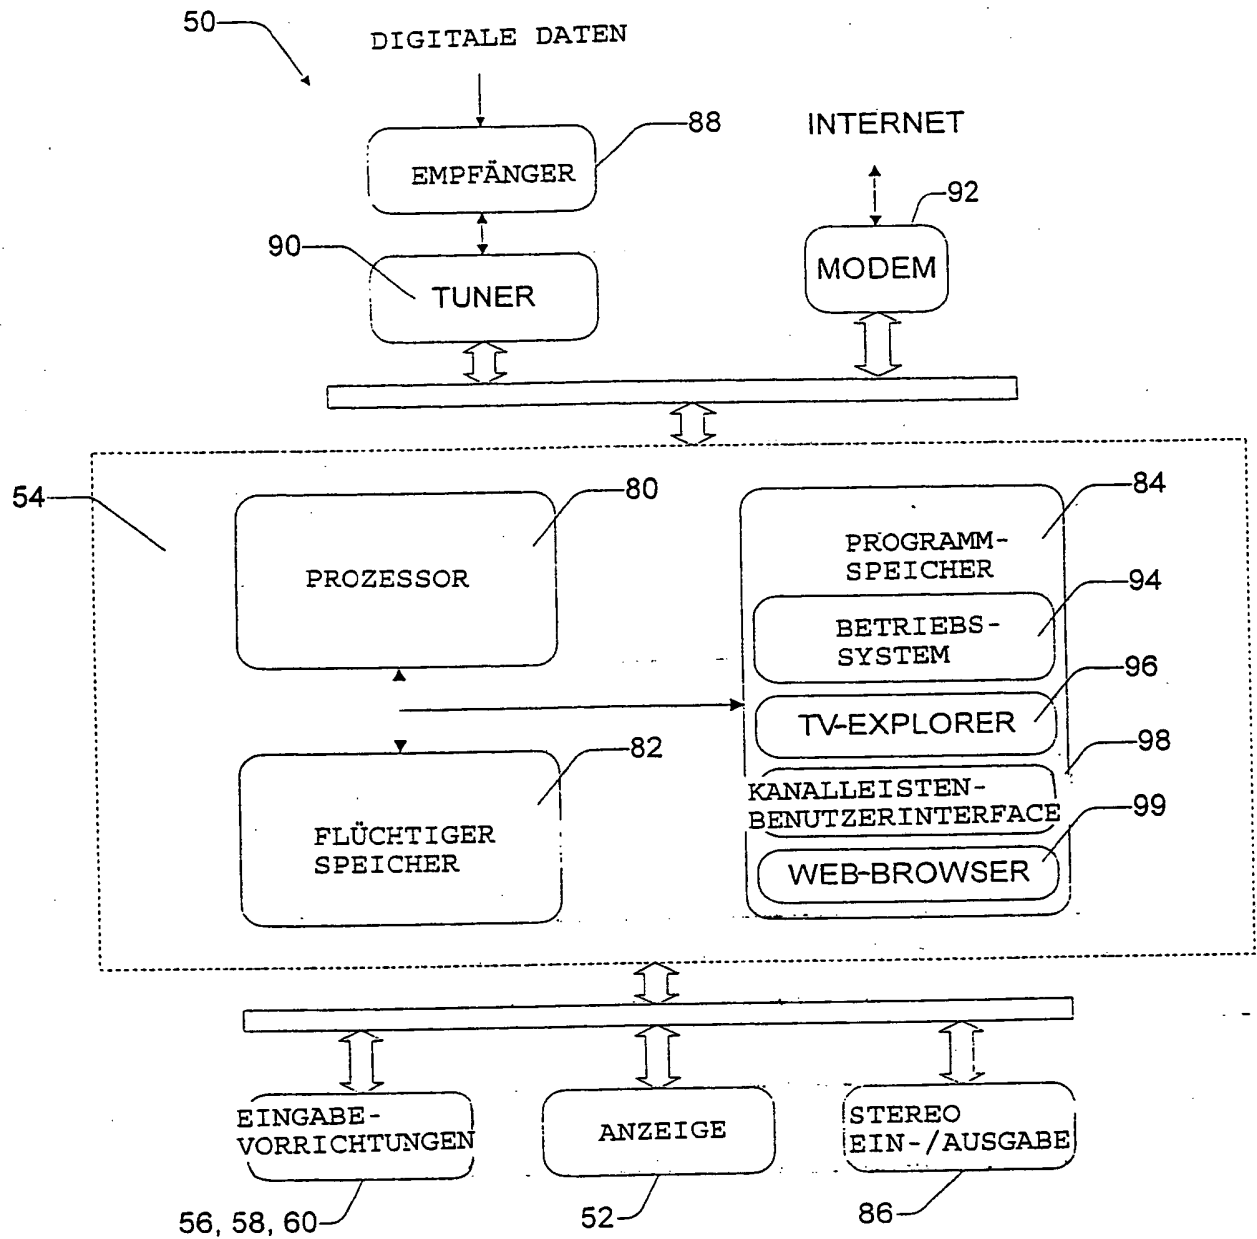 50
DIGITALE DATEN
88
INTERNET
EMPFÄNGER
92
90
TUNER
MODEM
54
80
84
PROGRAMM-
SPEICHER
PROZESSOR
94
BETRIEBS-
SYSTEM
96
TV-EXPLORER
82
98
KANALLEISTEN-
BENUTZERINTERFACE
99
FLÜCHTIGER
SPEICHER
WEB-BROWSER
EINGABE-
VORRICHTUNGEN
ANZEIGE
STEREO
EIN-/AUSGABE
56, 58, 60
52
86